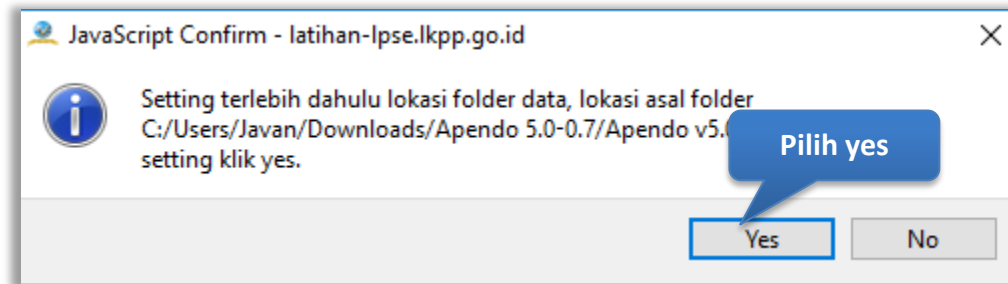 JavaScript Confirm - latihan-lpse.lkpp.go.id
Setting terlebih dahulu lokasi folder data, lokasi asal folder
C:/Users/Javan/Downloads/Apendo 5.0-0.7/Apendo
setting klik yes.
Pilih yes
Yes
No